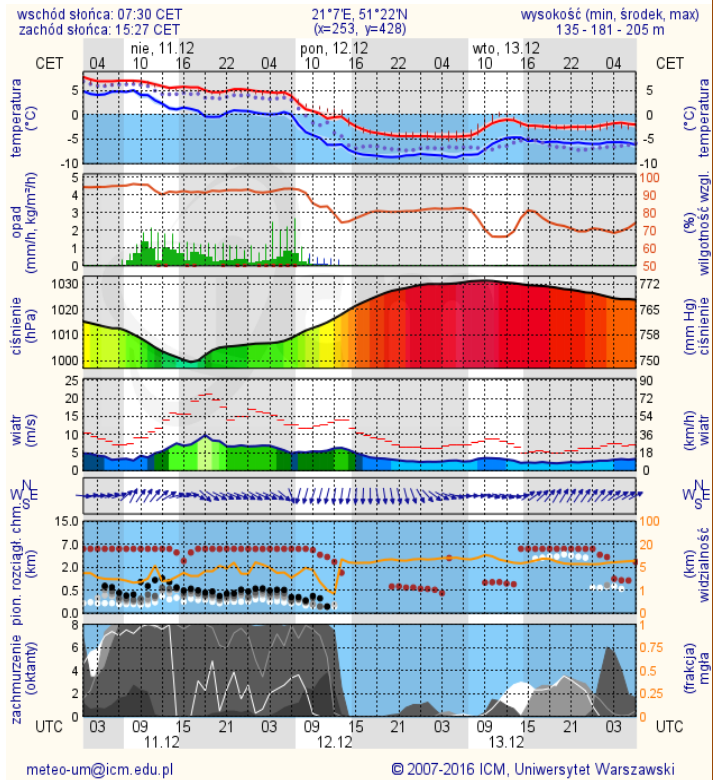 wschód słońca: 07:30 CET 21°7'E, 51°22'N wysokość (min, środek, max)
zachód słońca: 15:27 CET (x=253, y=428) 135 - 181 - 205 m
nie, 11.12 pon, 12.12 wto, 13.12
CET 04 10 16 22 04 10 16 22 04 10 16 22 04 CET
temperatura (°C)
5
0
-5
-10
5
0
-5
-10
(°C) temperatura
opad (mm/h, kg/m²/h)
5
4
3
2
1
0
100
90
80
70
60
50
(%) wilgotność wzgl.
ciśnienie (hPa)
1030
1020
1010
1000
772
765
758
750
(mm Hg) ciśnienie
wiatr (m/s)
25
20
15
10
5
0
90
72
54
36
18
0
(km/h) wiatr
N
W E
S
N
W E
S
pion. rozciągł. chm. (km)
15.0
7.0
2.0
0.5
0.0
100
20
5
1
0
(km) widzialność
zachmurzenie (oktanty)
8
6
4
2
0
1
0.75
0.5
0.25
0
(frakcja) mgła
UTC 03 09 15 21 03 09 15 21 03 09 15 21 03 UTC
11.12 12.12 13.12
meteo-um@icm.edu.pl © 2007-2016 ICM, Uniwersytet Warszawski